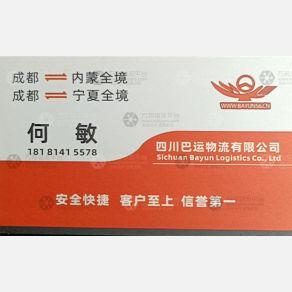 成都 ⇌ 内蒙全境
成都 ⇌ 宁夏全境
WWW.BAYUN56.CN
何 敏
181 8141 5578
四川巴运物流有限公司
Sichuan Bayun Logistics Co., Ltd
安全快捷 客户至上 信誉第一